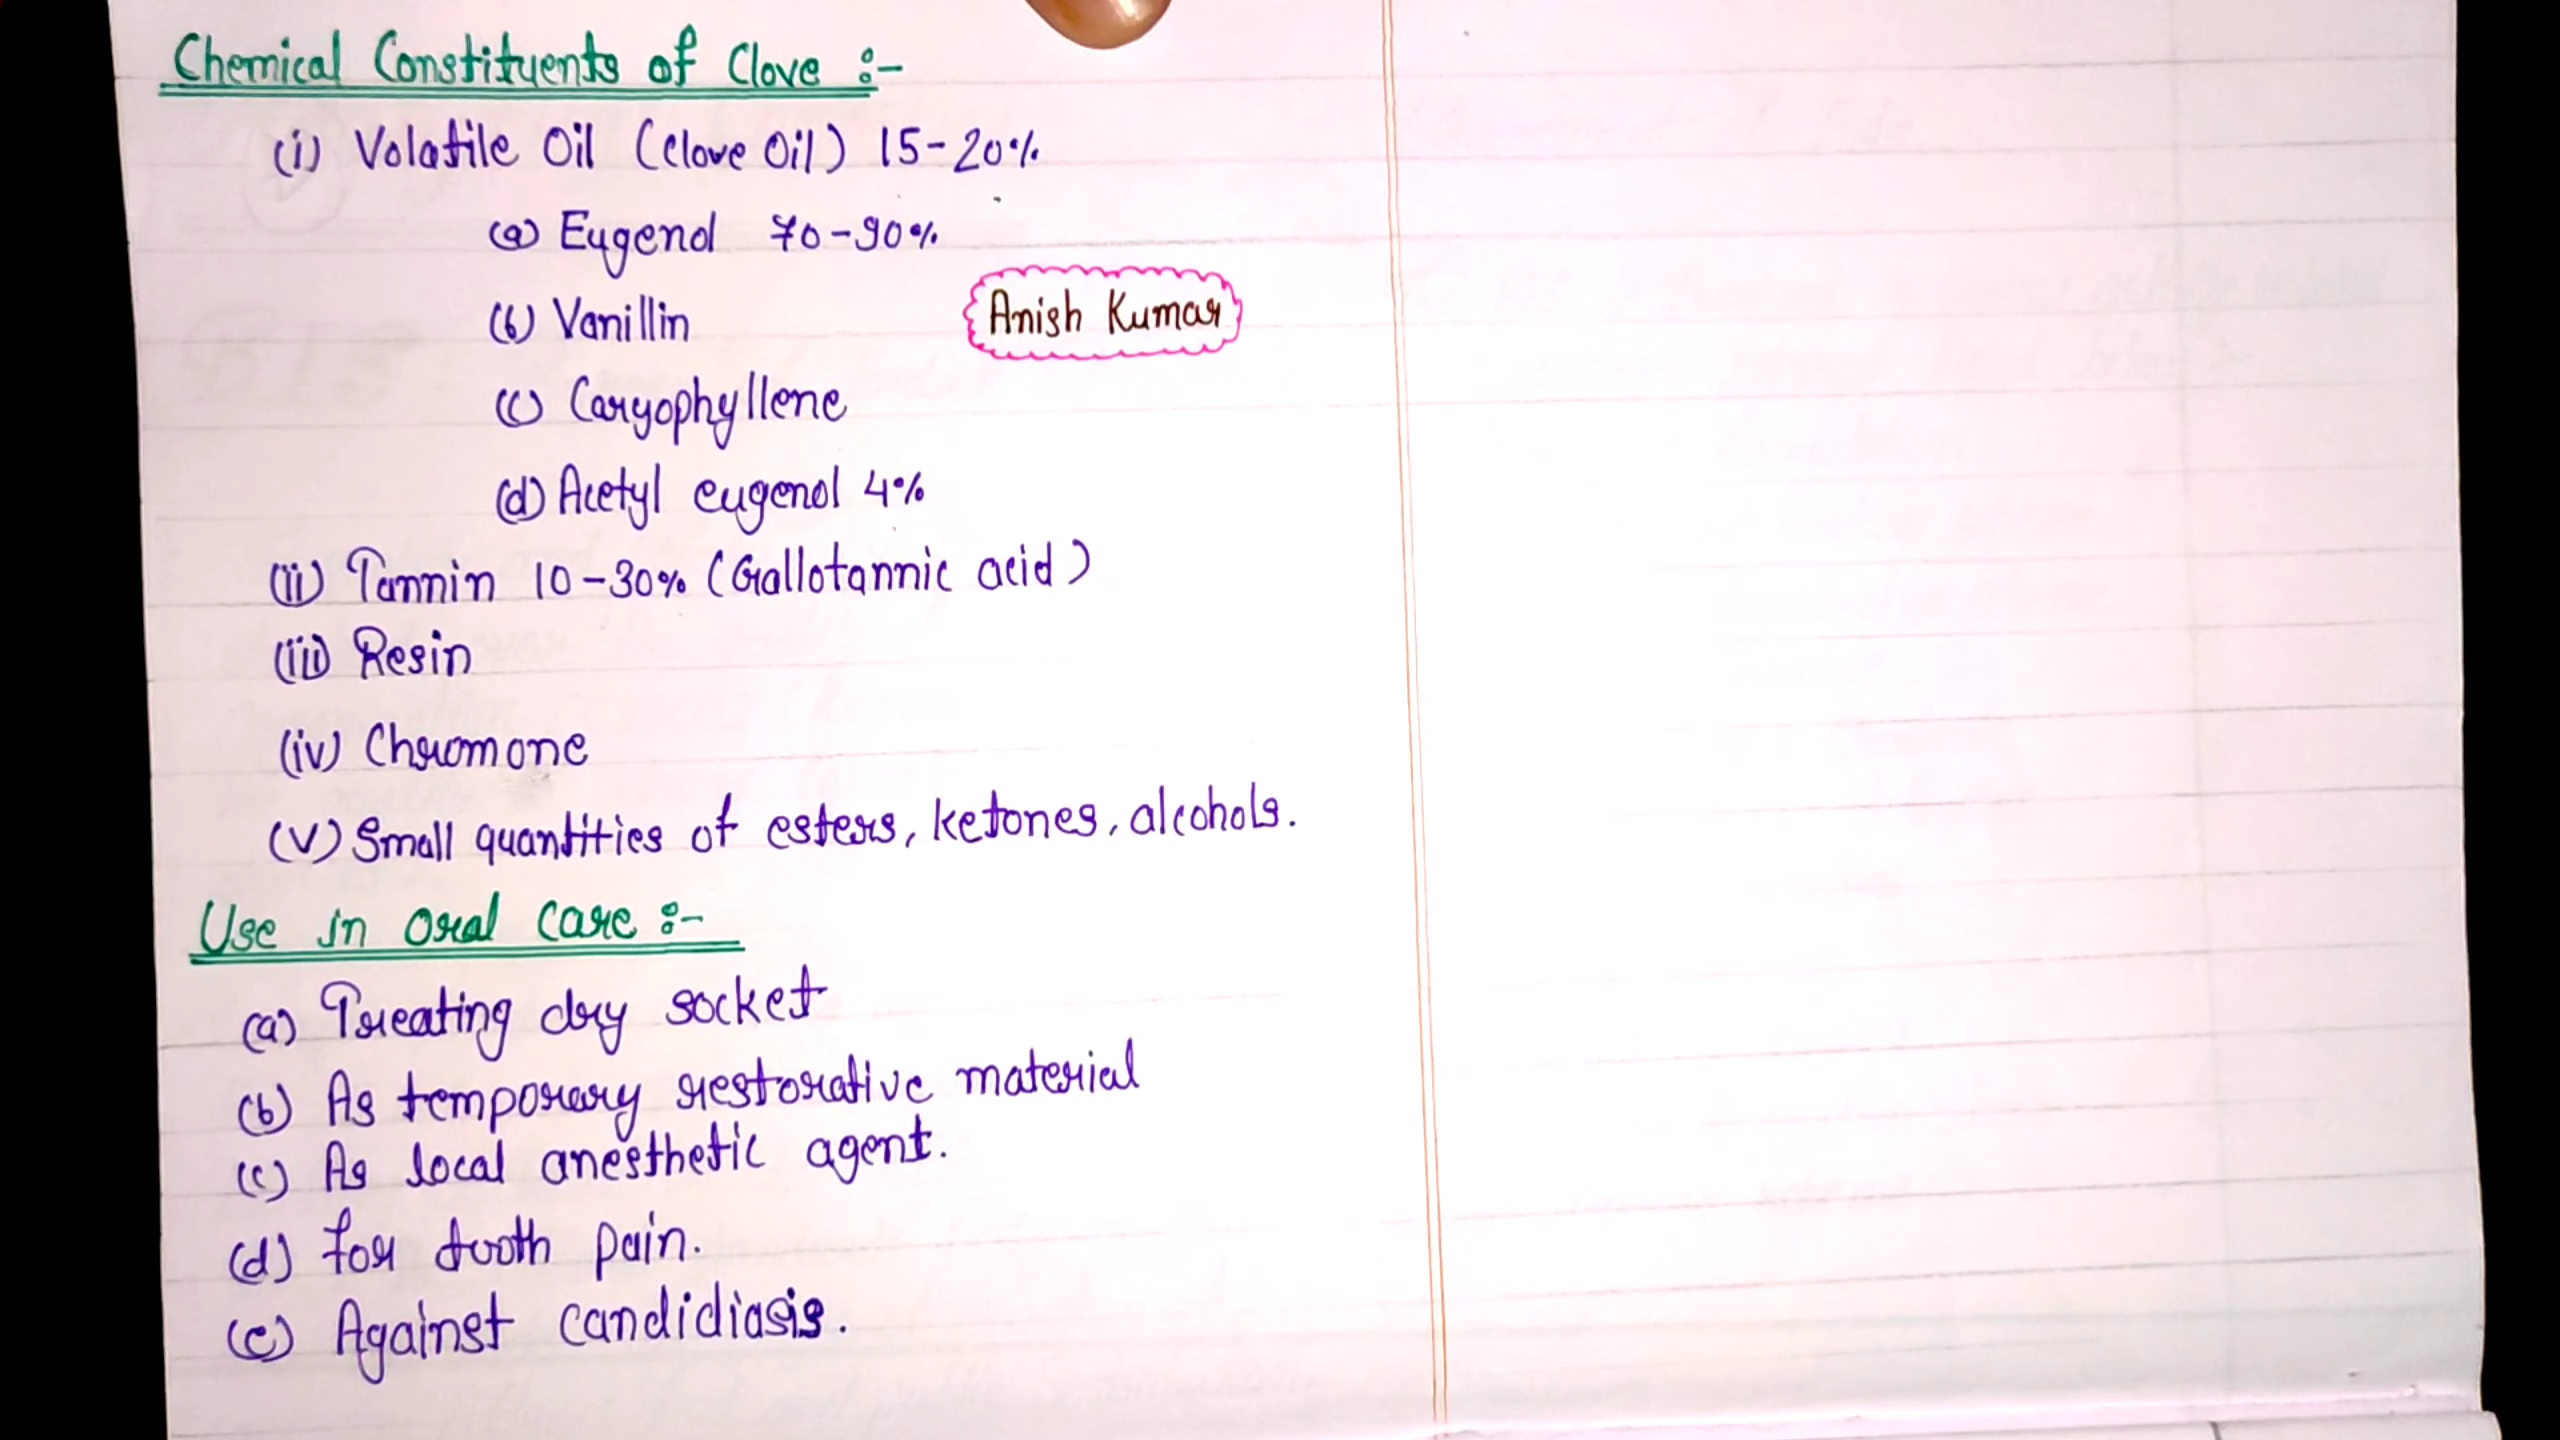 Chemical Constituents of Clove :-
(i) Volatile Oil (Clove Oil) 15-20%
(a) Eugenol 70-90%
(b) Vanillin
Anish Kumar
(c) Caryophyllene
(d) Acetyl eugenol 4%
(ii) Tannin 10-30% (Gallotannic acid)
(iii) Resin
(iv) Chromone
(v) Small quantities of esters, ketones, alcohols.
Use in oral care :-
(a) Treating dry socket
(b) As temporary restorative material
(c) As local anesthetic agent.
(d) for tooth pain.
(e) Against candidiasis.